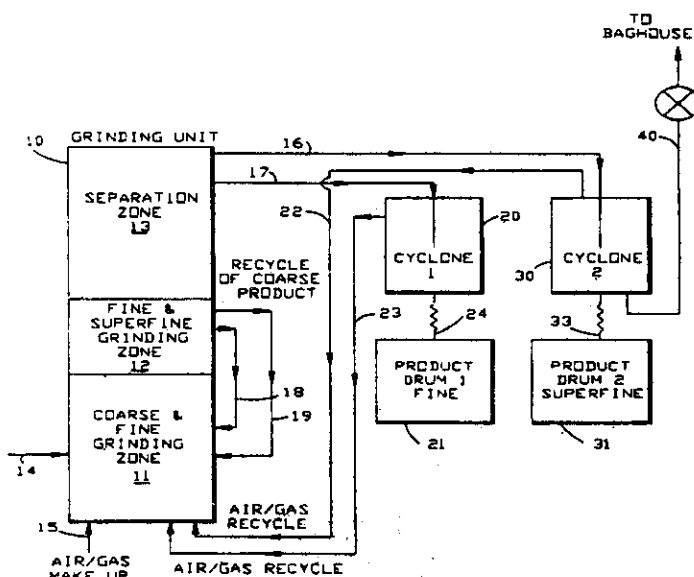 TO
BAGHOUSE
40
GRINDING UNIT
10
16
SEPARATION
ZONE
13
17
22
20
CYCLONE
1
30
CYCLONE
2
RECYCLE
OF COARSE
PRODUCT
FINE &
SUPERFINE
GRINDING
ZONE
12
23
24
33
18
19
PRODUCT
DRUM 1
FINE
PRODUCT
DRUM 2
SUPERFINE
COARSE &
FINE
GRINDING
ZONE
11
14
21
31
15
AIR/GAS
RECYCLE
AIR/GAS
MAKE UP
AIR/GAS RECYCLE